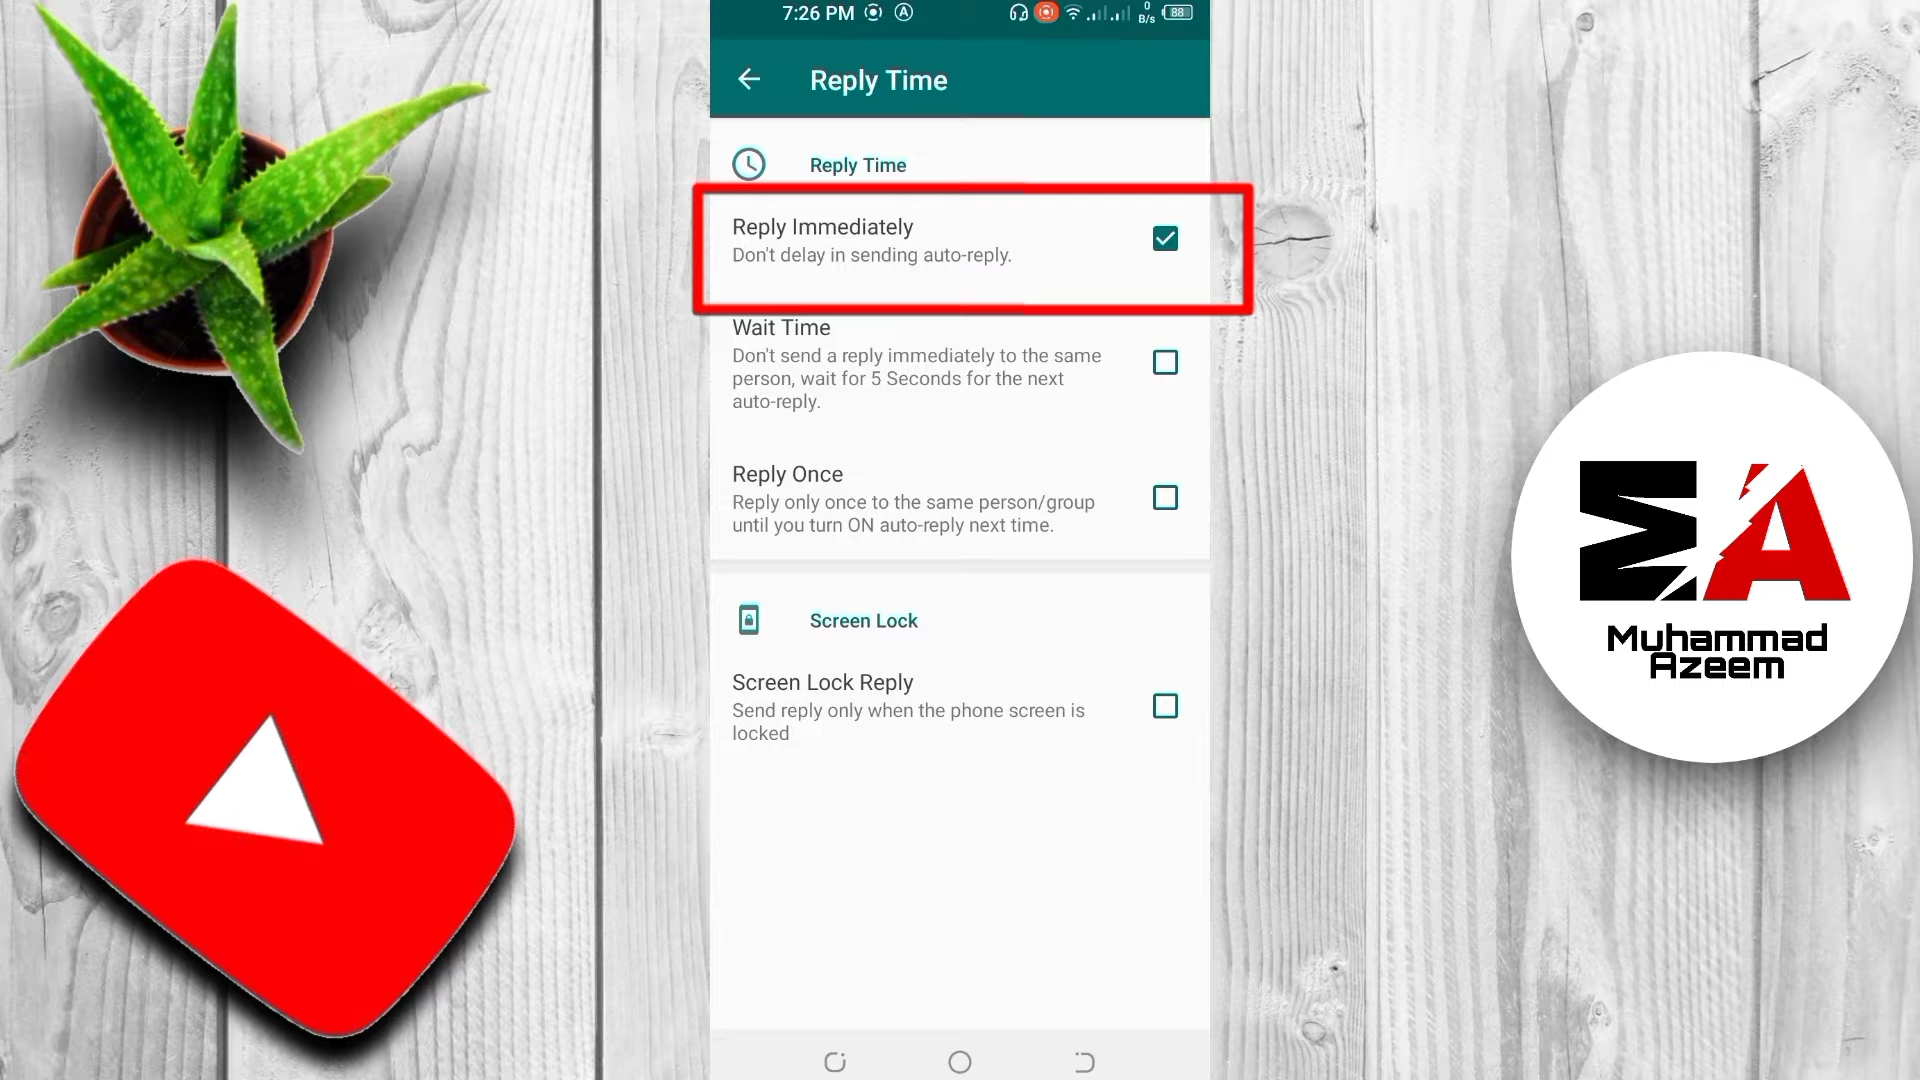 7:26 PM
0
B/s
88
Reply Time
Reply Time
Reply Immediately
Don't delay in sending auto-reply.
Wait Time
Don't send a reply immediately to the same
person, wait for 5 Seconds for the next
auto-reply.
Reply Once
Reply only once to the same person/group
until you turn ON auto-reply next time.
Screen Lock
Screen Lock Reply
Send reply only when the phone screen is
locked
MA
Muhammad
Azeem